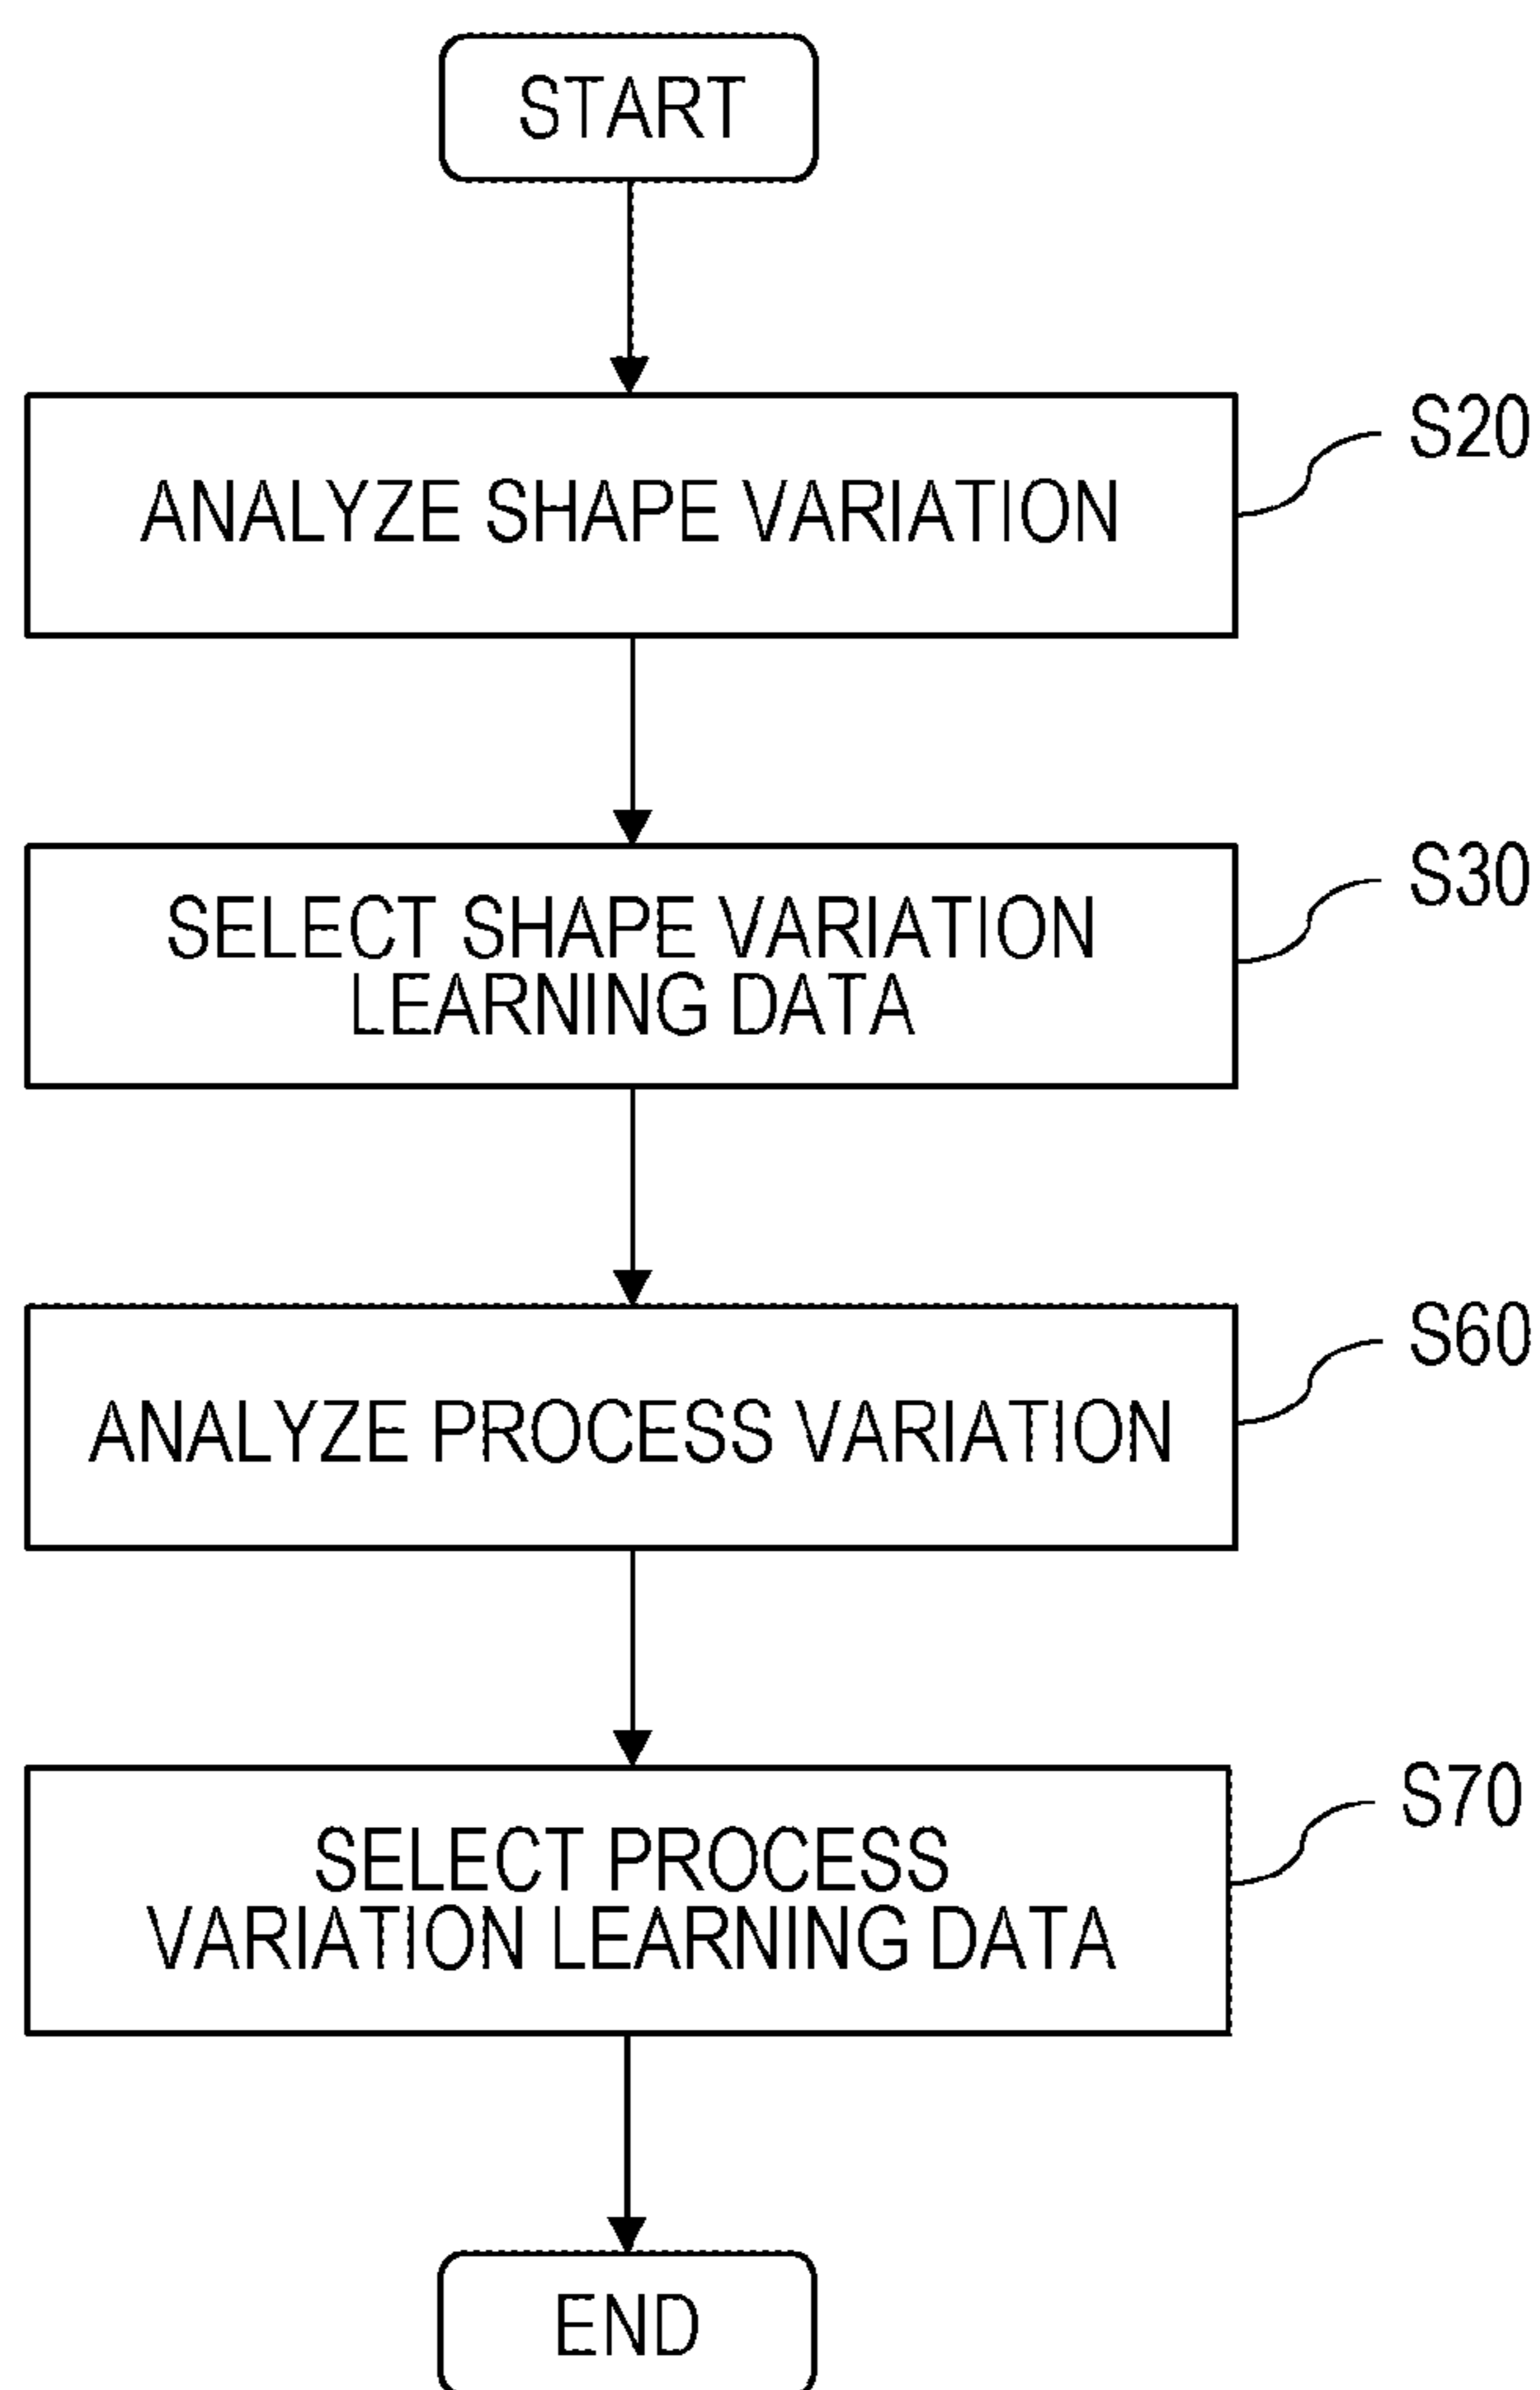 START
ANALYZE SHAPE VARIATION
S20
SELECT SHAPE VARIATION
LEARNING DATA
S30
ANALYZE PROCESS VARIATION
S60
SELECT PROCESS
VARIATION LEARNING DATA
S70
END